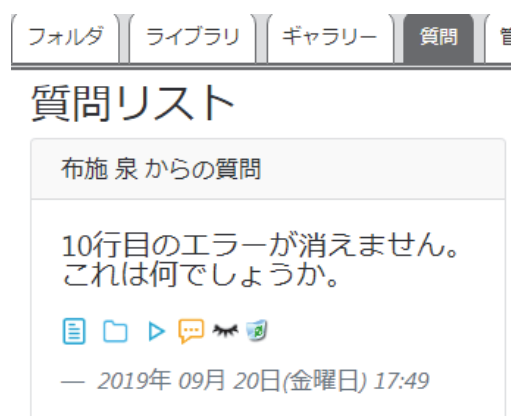 フォルダ ライブラリ ギャラリー 質問
質問リスト
布施 泉 からの質問
10行目のエラーが消えません。
これは何でしょうか。
— 2019年 09月 20日(金曜日) 17:49